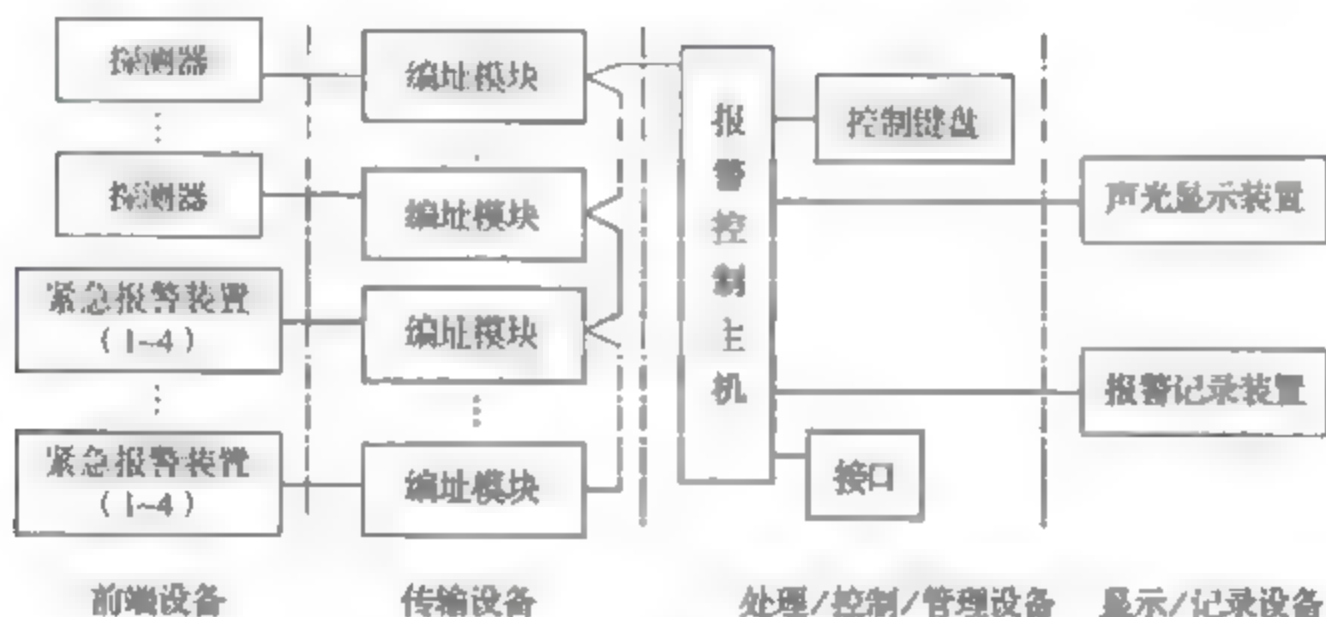 探测器
编址模块
报警控制主机
控制键盘
探测器
编址模块
声光显示装置
紧急报警装置
（1~4）
编址模块
报警记录装置
紧急报警装置
（1~4）
编址模块
接口
前端设备
传输设备
处理/控制/管理设备
显示/记录设备